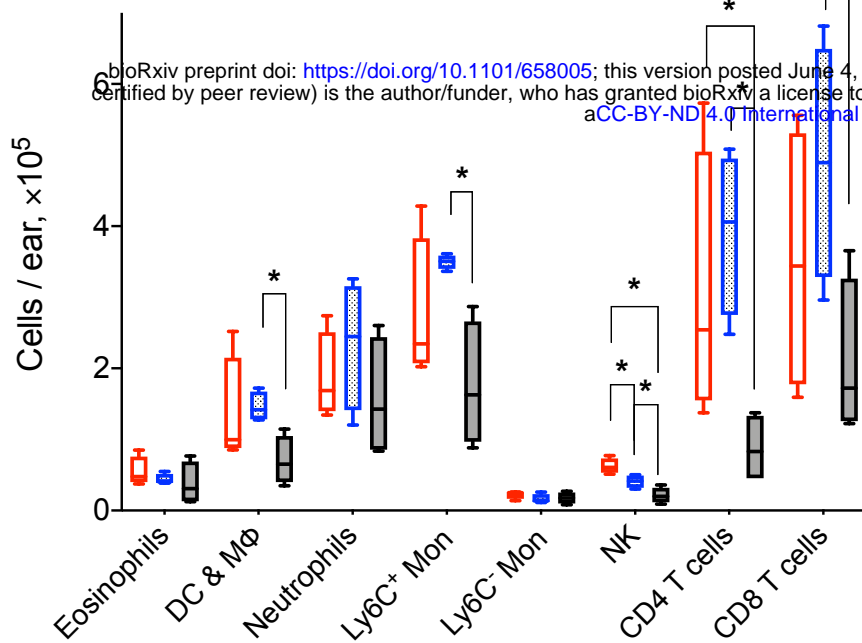 *
bioRxiv preprint doi: https://doi.org/10.1101/658005; this version posted June 4,
certified by peer review) is the author/funder, who has granted bioRxiv a license to
aCC-BY-ND 4.0 International
6
*
Cells / ear, ×10⁵
4
*
*
*
2
*
*
0
Eosinophils
DC & MΦ
Neutrophils
Ly6C⁺ Mon
Ly6C⁻ Mon
NK
CD4 T cells
CD8 T cells